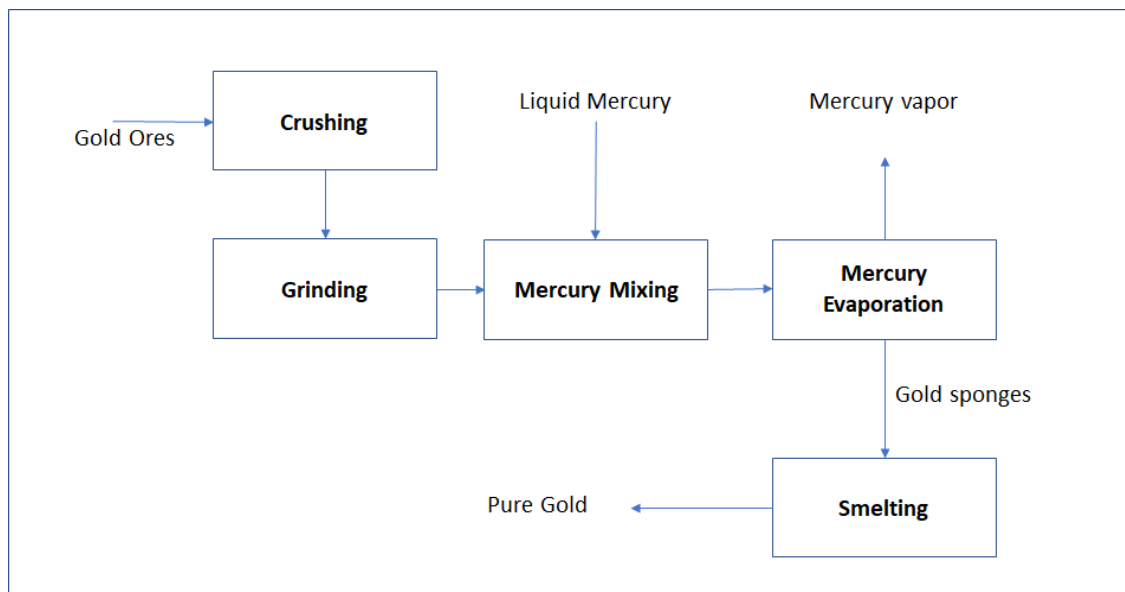 Gold Ores
Crushing
Liquid Mercury
Mercury vapor
Grinding
Mercury Mixing
Mercury
Evaporation
Gold sponges
Pure Gold
Smelting